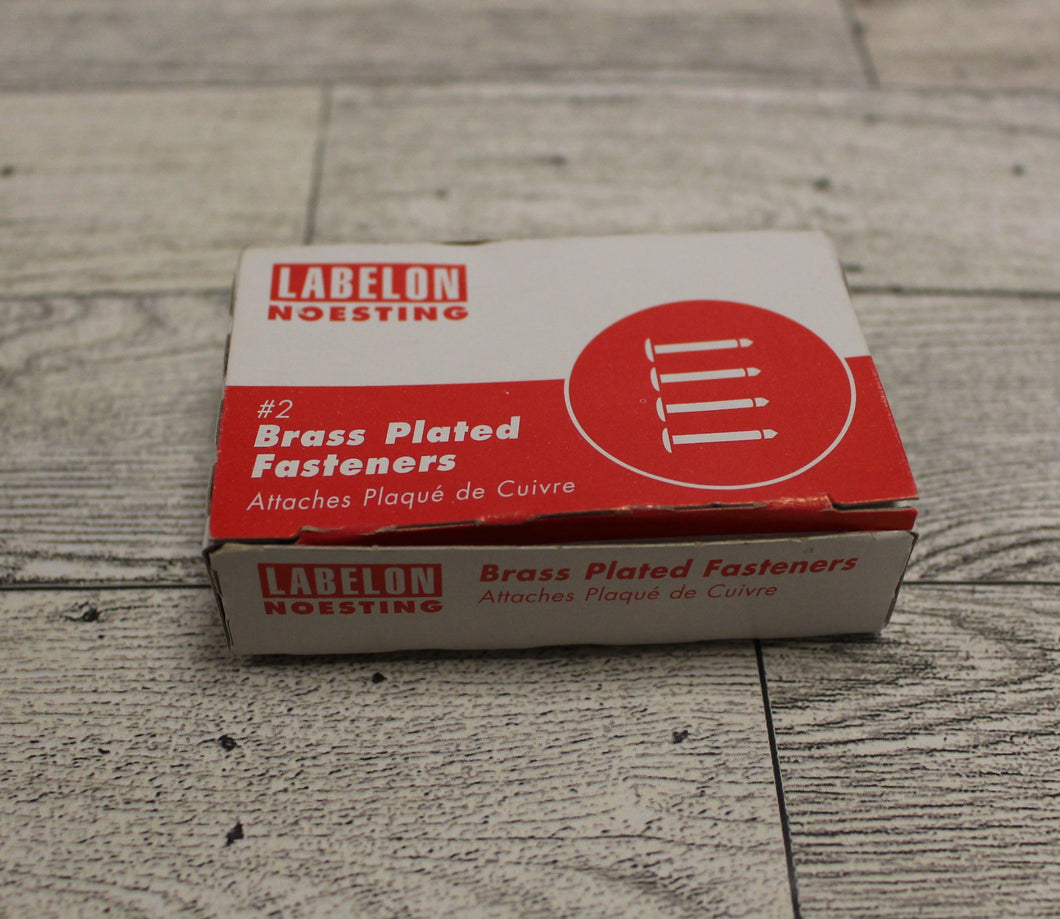 LABELON
NOESTING
#2
Brass Plated
Fasteners
Attaches Plaqué de Cuivre
LABELON
NOESTING
Brass Plated Fasteners
Attaches Plaqué de Cuivre